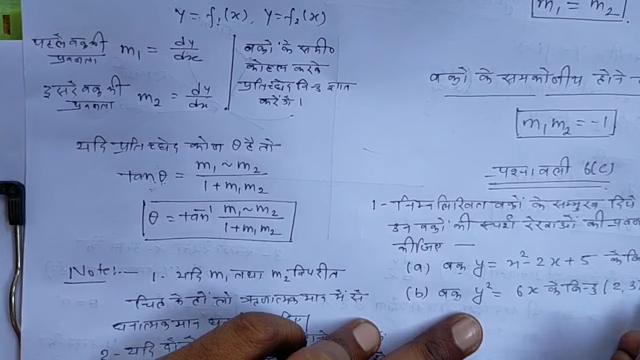 y = f₁(x), y = f₂(x)
पहले वक्र की
प्रवणता m₁ = dy/dx
दूसरे वक्र की
प्रवणता m₂ = dy/dx
वक्रों के समी०
को हल करके
प्रतिच्छेद बिन्दु ज्ञात
करेंगे।
यदि प्रतिच्छेद कोण θ है तो-
tanθ = m₁ ~ m₂ / 1 + m₁m₂
θ = tan⁻¹ m₁ ~ m₂ / 1 + m₁m₂
Note:- 1- यदि m₁ तथा m₂ विपरीत
चिह्न के हों तो ऋणात्मक मान में से
धनात्मक मान
2- यदि दोनों
m₁ = m₂
वक्रों के समकोणीय होने
m₁m₂ = -1
प्रश्नावली 6(C)
1- निम्नलिखित वक्रों के सम्मुख दिये
उन वक्रों की स्पर्श रेखाओं की
कीजिए —
(a) वक्र y = x² - 2x + 5 के
(b) वक्र y² = 6x के बिन्दु (2, 3)